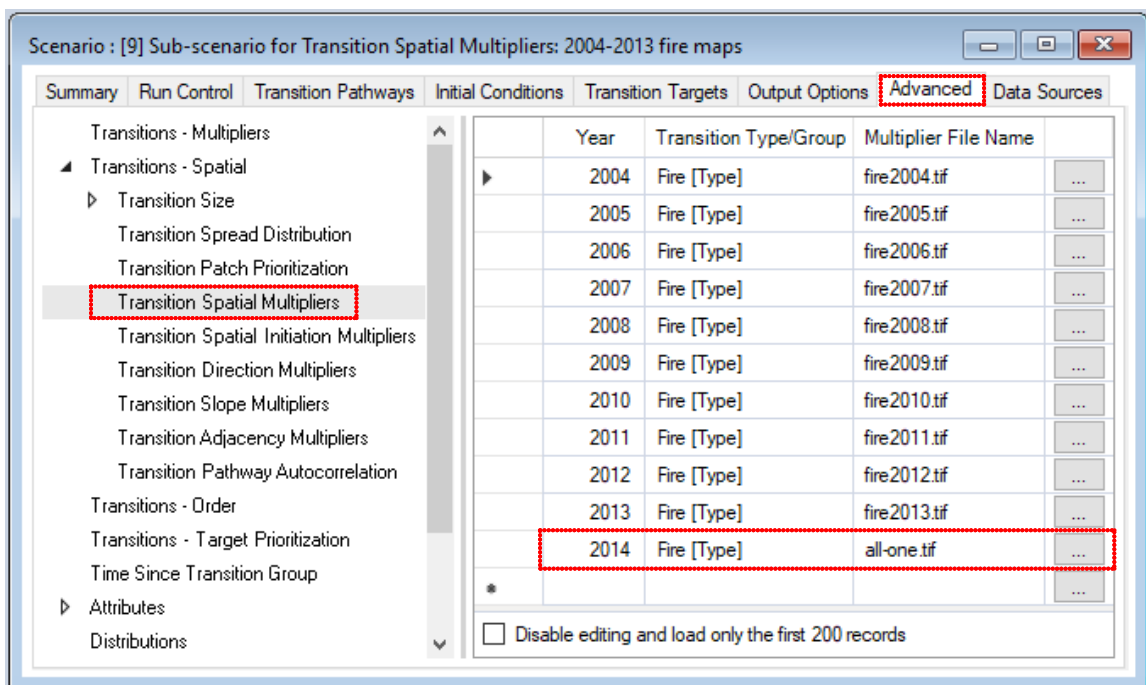 Scenario : [9] Sub-scenario for Transition Spatial Multipliers: 2004-2013 fire maps
Summary Run Control Transition Pathways Initial Conditions Transition Targets Output Options Advanced Data Sources
Transitions - Multipliers
Transitions - Spatial
Transition Size
Transition Spread Distribution
Transition Patch Prioritization
Transition Spatial Multipliers
Transition Spatial Initiation Multipliers
Transition Direction Multipliers
Transition Slope Multipliers
Transition Adjacency Multipliers
Transition Pathway Autocorrelation
Transitions - Order
Transitions - Target Prioritization
Time Since Transition Group
Attributes
Distributions
Year Transition Type/Group Multiplier File Name
2004 Fire [Type] fire2004.tif ...
2005 Fire [Type] fire2005.tif ...
2006 Fire [Type] fire2006.tif ...
2007 Fire [Type] fire2007.tif ...
2008 Fire [Type] fire2008.tif ...
2009 Fire [Type] fire2009.tif ...
2010 Fire [Type] fire2010.tif ...
2011 Fire [Type] fire2011.tif ...
2012 Fire [Type] fire2012.tif ...
2013 Fire [Type] fire2013.tif ...
2014 Fire [Type] all-one.tif ...
...
Disable editing and load only the first 200 records